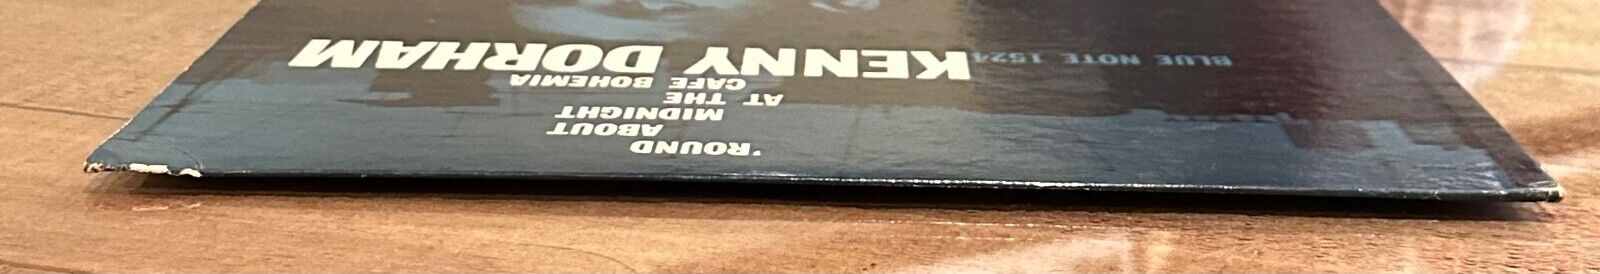 'ROUND
ABOUT
MIDNIGHT
AT THE
CAFE BOHEMIA
KENNY DORHAM
BLUE NOTE 1524